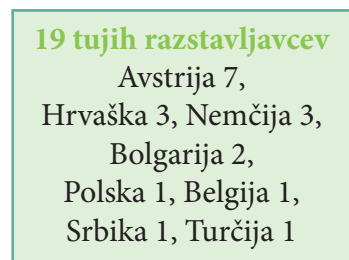 19 tujih razstavljavcev
Avstrija 7,
Hrvaška 3, Nemčija 3,
Bolgarija 2,
Polska 1, Belgija 1,
Srbika 1, Turčija 1